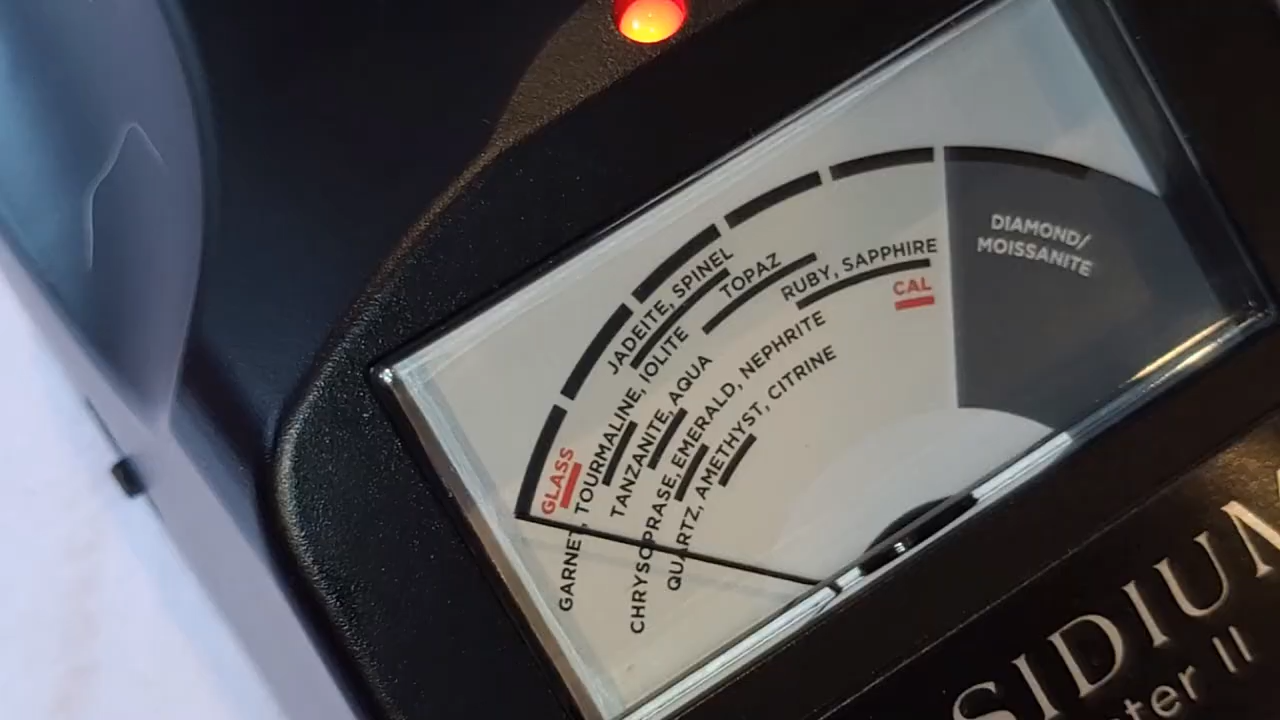 JADEITE, SPINEL
TOPAZ
RUBY, SAPPHIRE
CAL
DIAMOND/
MOISSANITE
GLASS
GARNET, TOURMALINE, IOLITE
TANZANITE, AQUA
CHRYSOPRASE, EMERALD, NEPHRITE
QUARTZ, AMETHYST, CITRINE
SIDIUM
ter II